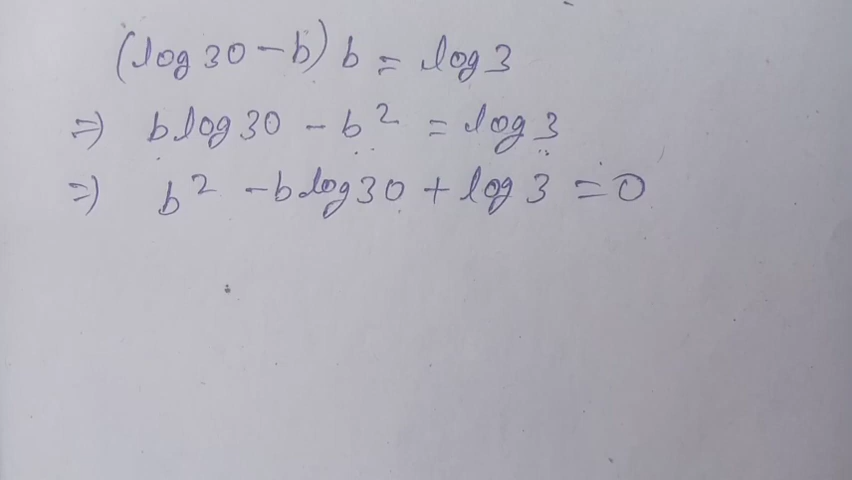 (log 30 - b) b = log 3
⇒ b log 30 - b² = log 3
⇒ b² - b log 30 + log 3 = 0